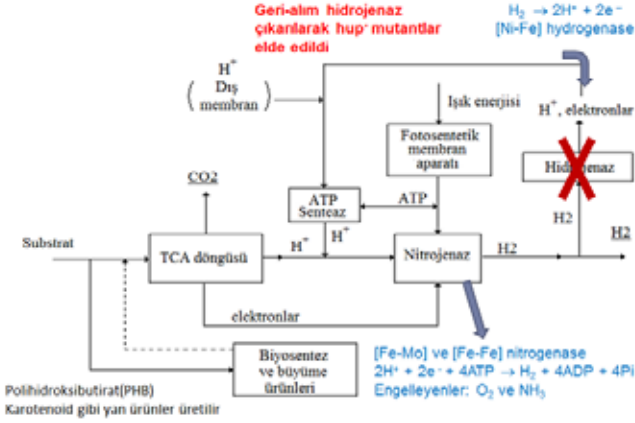 Geri-alım hidrojenaz
çıkarılarak hup⁻ mutantlar
elde edildi
H₂ → 2H⁺ + 2e⁻
[Ni-Fe] hydrogenase
H⁺
( Dış
membran )
Işık enerjisi
H⁺, elektronlar
Fotosentetik
membran
aparatı
Hidrojenaz
CO2
ATP
Senteaz
ATP
H2
H2
Substrat
TCA döngüsü
H⁺
H⁺
Nitrojenaz
H2
elektronlar
Biyosentez
ve büyüme
ürünleri
[Fe-Mo] ve [Fe-Fe] nitrogenase
2H⁺ + 2e⁻ + 4ATP → H₂ + 4ADP + 4Pi
Engelleyenler: O₂ ve NH₃
Polihidroksibutirat(PHB)
Karotenoid gibi yan ürünler üretilir